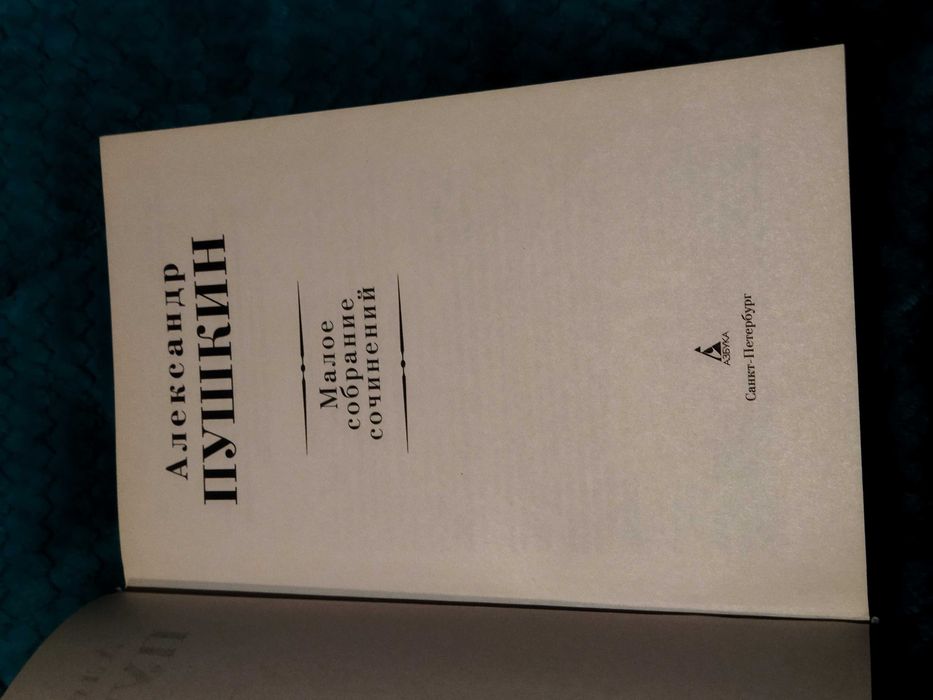 Александр
ПУШКИН
Малое
собрание
сочинений
АЗБУКА
Санкт-Петербург